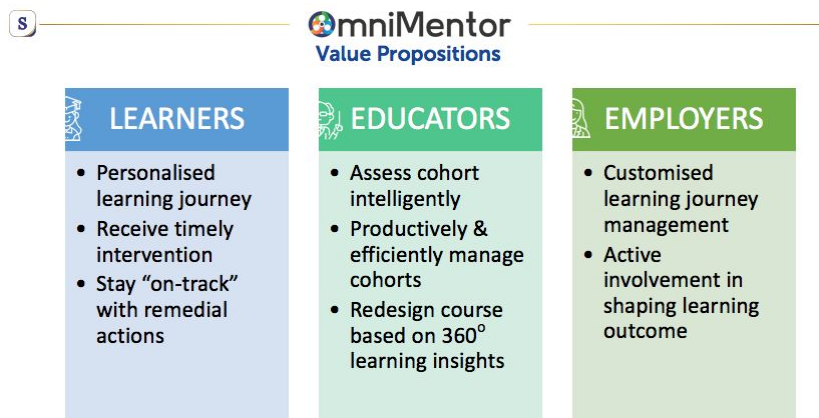 S
OmniMentor
Value Propositions
LEARNERS
• Personalised
learning journey
• Receive timely
intervention
• Stay “on-track”
with remedial
actions
EDUCATORS
• Assess cohort
intelligently
• Productively &
efficiently manage
cohorts
• Redesign course
based on 360°
learning insights
EMPLOYERS
• Customised
learning journey
management
• Active
involvement in
shaping learning
outcome